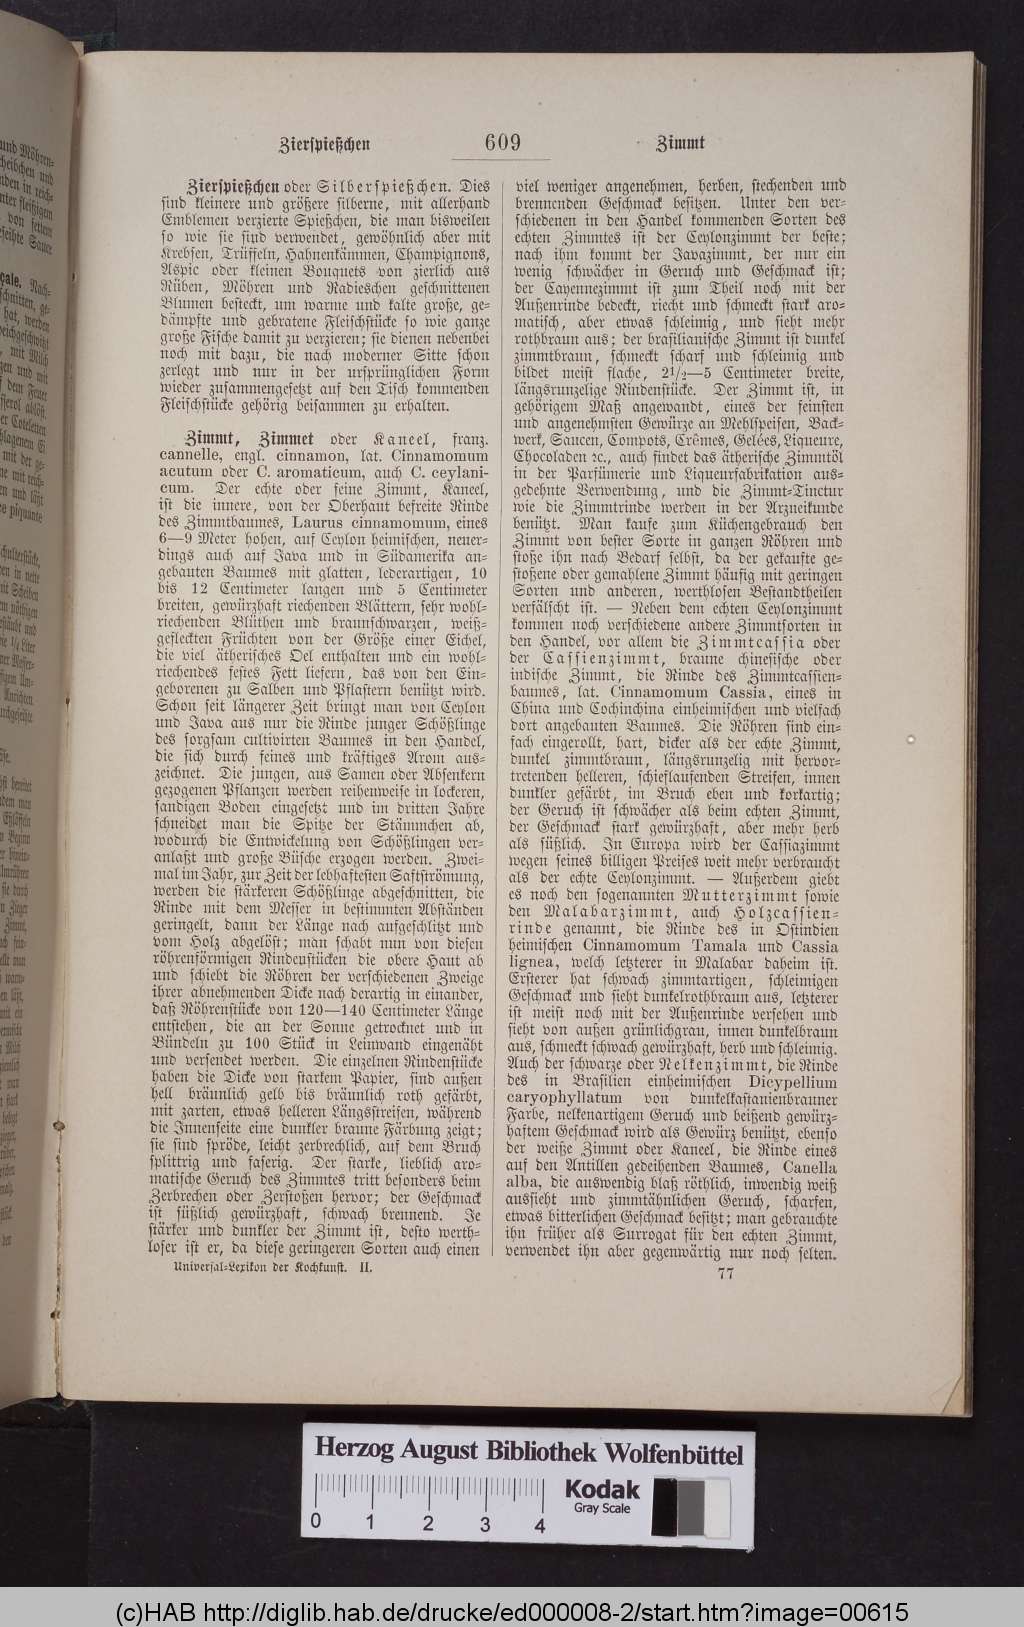 Zierspießchen
609
Zimmt
Zierspießchen oder Silberspießchen. Dies
sind kleinere und größere silberne, mit allerhand
Emblemen verzierte Spießchen, die man bisweilen
so wie sie sind verwendet, gewöhnlich aber mit
Krebsen, Trüffeln, Hahnenkämmen, Champignons,
Aspic oder kleinen Bouquets von zierlich aus
Rüben, Möhren und Radieschen geschnittenen
Blumen besteckt, um warme und kalte große, ge-
dämpfte und gebratene Fleischstücke so wie ganze
große Fische damit zu verzieren; sie dienen nebenbei
noch mit dazu, die nach moderner Sitte schon
zerlegt und nur in der ursprünglichen Form
wieder zusammengesetzt auf den Tisch kommenden
Fleischstücke gehörig beisammen zu erhalten.
Zimmt, Zimmet oder Kaneel, franz.
cannelle, engl. cinnamon, lat. Cinnamomum
acutum oder C. aromaticum, auch C. ceylani-
cum. Der echte oder feine Zimmt, Kaneel,
ist die innere, von der Oberhaut befreite Rinde
des Zimmtbaumes, Laurus cinnamomum, eines
6—9 Meter hohen, auf Ceylon heimischen, neuer-
dings auch auf Java und in Südamerika an-
gebauten Baumes mit glatten, lederartigen, 10
bis 12 Centimeter langen und 5 Centimeter
breiten, gewürzhaft riechenden Blättern, sehr wohl-
riechenden Blüthen und braunschwarzen, weiß-
gefleckten Früchten von der Größe einer Eichel,
die viel ätherisches Oel enthalten und ein wohl-
riechendes festes Fett liefern, das von den Ein-
geborenen zu Salben und Pflastern benützt wird.
Schon seit längerer Zeit bringt man von Ceylon
und Java aus nur die Rinde junger Schößlinge
des sorgsam cultivirten Baumes in den Handel,
die sich durch feines und kräftiges Arom aus-
zeichnet. Die jungen, aus Samen oder Absenkern
gezogenen Pflanzen werden reihenweise in lockeren,
sandigen Boden eingesetzt und im dritten Jahre
schneidet man die Spitze der Stämmchen ab,
wodurch die Entwickelung von Schößlingen ver-
anlaßt und große Büsche erzogen werden. Zwei-
mal im Jahr, zur Zeit der lebhaftesten Saftströmung,
werden die stärkeren Schößlinge abgeschnitten, die
Rinde mit dem Messer in bestimmten Abständen
geringelt, dann der Länge nach aufgeschlitzt und
vom Holz abgelöst; man schabt nun von diesen
röhrenförmigen Rindenstücken die obere Haut ab
und schiebt die Röhren der verschiedenen Zweige
ihrer abnehmenden Dicke nach derartig in einander,
daß Röhrenstücke von 120—140 Centimeter Länge
entstehen, die an der Sonne getrocknet und in
Bündeln zu 100 Stück in Leinwand eingenäht
und versendet werden. Die einzelnen Rindenstücke
haben die Dicke von starkem Papier, sind außen
hell bräunlich gelb bis bräunlich roth gefärbt,
mit zarten, etwas helleren Längsstreifen, während
die Innenseite eine dunkler braune Färbung zeigt;
sie sind spröde, leicht zerbrechlich, auf dem Bruch
splittrig und faserig. Der starke, lieblich aro-
matische Geruch des Zimmtes tritt besonders beim
Zerbrechen oder Zerstoßen hervor; der Geschmack
ist süßlich gewürzhaft, schwach brennend. Je
stärker und dunkler der Zimmt ist, desto werth-
loser ist er, da diese geringeren Sorten auch einen
Universal-Lexikon der Kochkunst. II.
viel weniger angenehmen, herben, stechenden und
brennenden Geschmack besitzen. Unter den ver-
schiedenen in den Handel kommenden Sorten des
echten Zimmtes ist der Ceylonzimmt der beste;
nach ihm kommt der Javazimmt, der nur ein
wenig schwächer in Geruch und Geschmack ist;
der Cayennezimmt ist zum Theil noch mit der
Außenrinde bedeckt, riecht und schmeckt stark aro-
matisch, aber etwas schleimig, und sieht mehr
rothbraun aus; der brasilianische Zimmt ist dunkel
zimmtbraun, schmeckt scharf und schleimig und
bildet meist flache, 2½—5 Centimeter breite,
längsrunzelige Rindenstücke. Der Zimmt ist, in
gehörigem Maß angewandt, eines der feinsten
und angenehmsten Gewürze an Mehlspeisen, Back-
werk, Saucen, Compots, Crêmes, Gelées, Liqueure,
Chocoladen ꝛc., auch findet das ätherische Zimmtöl
in der Parfümerie und Liqueurfabrikation aus-
gedehnte Verwendung, und die Zimmt-Tinctur
wie die Zimmtrinde werden in der Arzneikunde
benützt. Man kaufe zum Küchengebrauch den
Zimmt von bester Sorte in ganzen Röhren und
stoße ihn nach Bedarf selbst, da der gekaufte ge-
stoßene oder gemahlene Zimmt häufig mit geringen
Sorten und anderen, werthlosen Bestandtheilen
verfälscht ist. — Neben dem echten Ceylonzimmt
kommen noch verschiedene andere Zimmtsorten in
den Handel, vor allem die Zimmtcassia oder
der Cassienzimmt, braune chinesische oder
indische Zimmt, die Rinde des Zimmtcassien-
baumes, lat. Cinnamomum Cassia, eines in
China und Cochinchina einheimischen und vielfach
dort angebauten Baumes. Die Röhren sind ein-
fach eingerollt, hart, dicker als der echte Zimmt,
dunkel zimmtbraun, längsrunzelig mit hervor-
tretenden helleren, schieflaufenden Streifen, innen
dunkler gefärbt, im Bruch eben und korkartig;
der Geruch ist schwächer als beim echten Zimmt,
der Geschmack stark gewürzhaft, aber mehr herb
als süßlich. In Europa wird der Cassiazimmt
wegen seines billigen Preises weit mehr verbraucht
als der echte Ceylonzimmt. — Außerdem giebt
es noch den sogenannten Mutterzimmt sowie
den Malabarzimmt, auch Holzcassien-
rinde genannt, die Rinde des in Ostindien
heimischen Cinnamomum Tamala und Cassia
lignea, welch letzterer in Malabar daheim ist.
Ersterer hat schwach zimmtartigen, schleimigen
Geschmack und sieht dunkelrothbraun aus, letzterer
ist meist noch mit der Außenrinde versehen und
sieht von außen grünlichgrau, innen dunkelbraun
aus, schmeckt schwach gewürzhaft, herb und schleimig.
Auch der schwarze oder Nelkenzimmt, die Rinde
des in Brasilien einheimischen Dicypellium
caryophyllatum von dunkelkastanienbrauner
Farbe, nelkenartigem Geruch und beißend gewürz-
haftem Geschmack wird als Gewürz benützt, ebenso
der weiße Zimmt oder Kaneel, die Rinde eines
auf den Antillen gedeihenden Baumes, Canella
alba, die auswendig blaß röthlich, inwendig weiß
aussieht und zimmtähnlichen Geruch, scharfen,
etwas bitterlichen Geschmack besitzt; man gebrauchte
ihn früher als Surrogat für den echten Zimmt,
verwendet ihn aber gegenwärtig nur noch selten.
77
Herzog August Bibliothek Wolfenbüttel
Kodak
Gray Scale
0 1 2 3 4
(c)HAB http://diglib.hab.de/drucke/ed000008-2/start.htm?image=00615